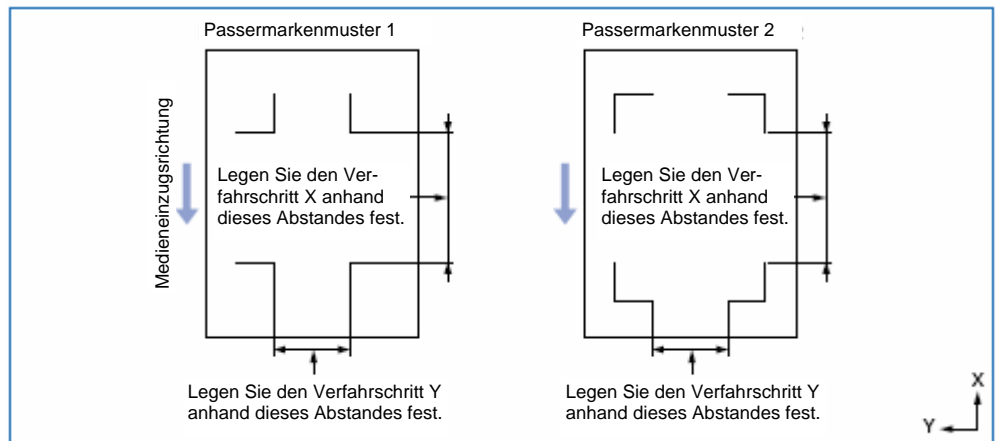 Passermarkenmuster 1
Medieneinzugsrichtung
Legen Sie den Ver-
fahrschritt X anhand
dieses Abstandes fest.
Legen Sie den Verfahrschritt Y
anhand dieses Abstandes fest.
Passermarkenmuster 2
Legen Sie den Ver-
fahrschritt X anhand
dieses Abstandes fest.
Legen Sie den Verfahrschritt Y
anhand dieses Abstandes fest.
X
Y